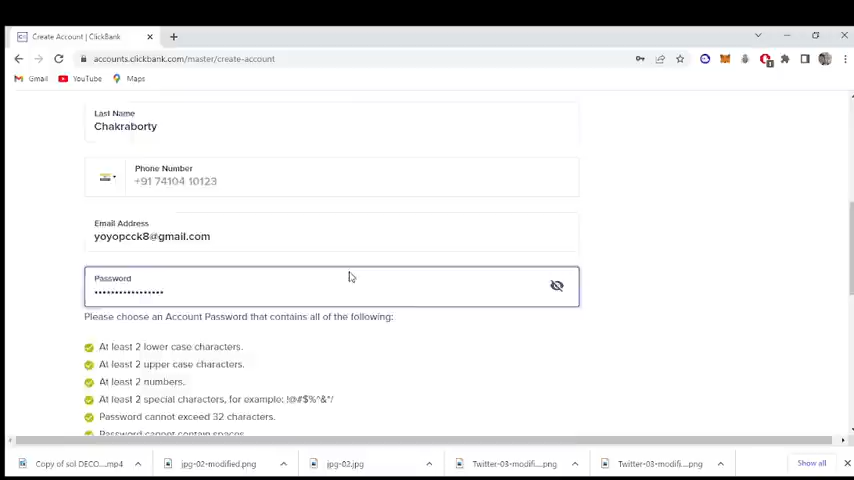 Create Account | ClickBank
accounts.clickbank.com/master/create-account
Gmail YouTube Maps
Last Name
Chakraborty
Phone Number
+91 74104 10123
Email Address
yoyopcck8@gmail.com
Password
•••••••••••••••••
Please choose an Account Password that contains all of the following:
At least 2 lower case characters.
At least 2 upper case characters.
At least 2 numbers.
At least 2 special characters, for example: !@#$%^&*/
Password cannot exceed 32 characters.
Password cannot contain spaces
Copy of sol DECO....mp4 jpg-02-modified.png jpg-02.jpg Twitter-03-modifi....png Twitter-03-modifi....png Show all